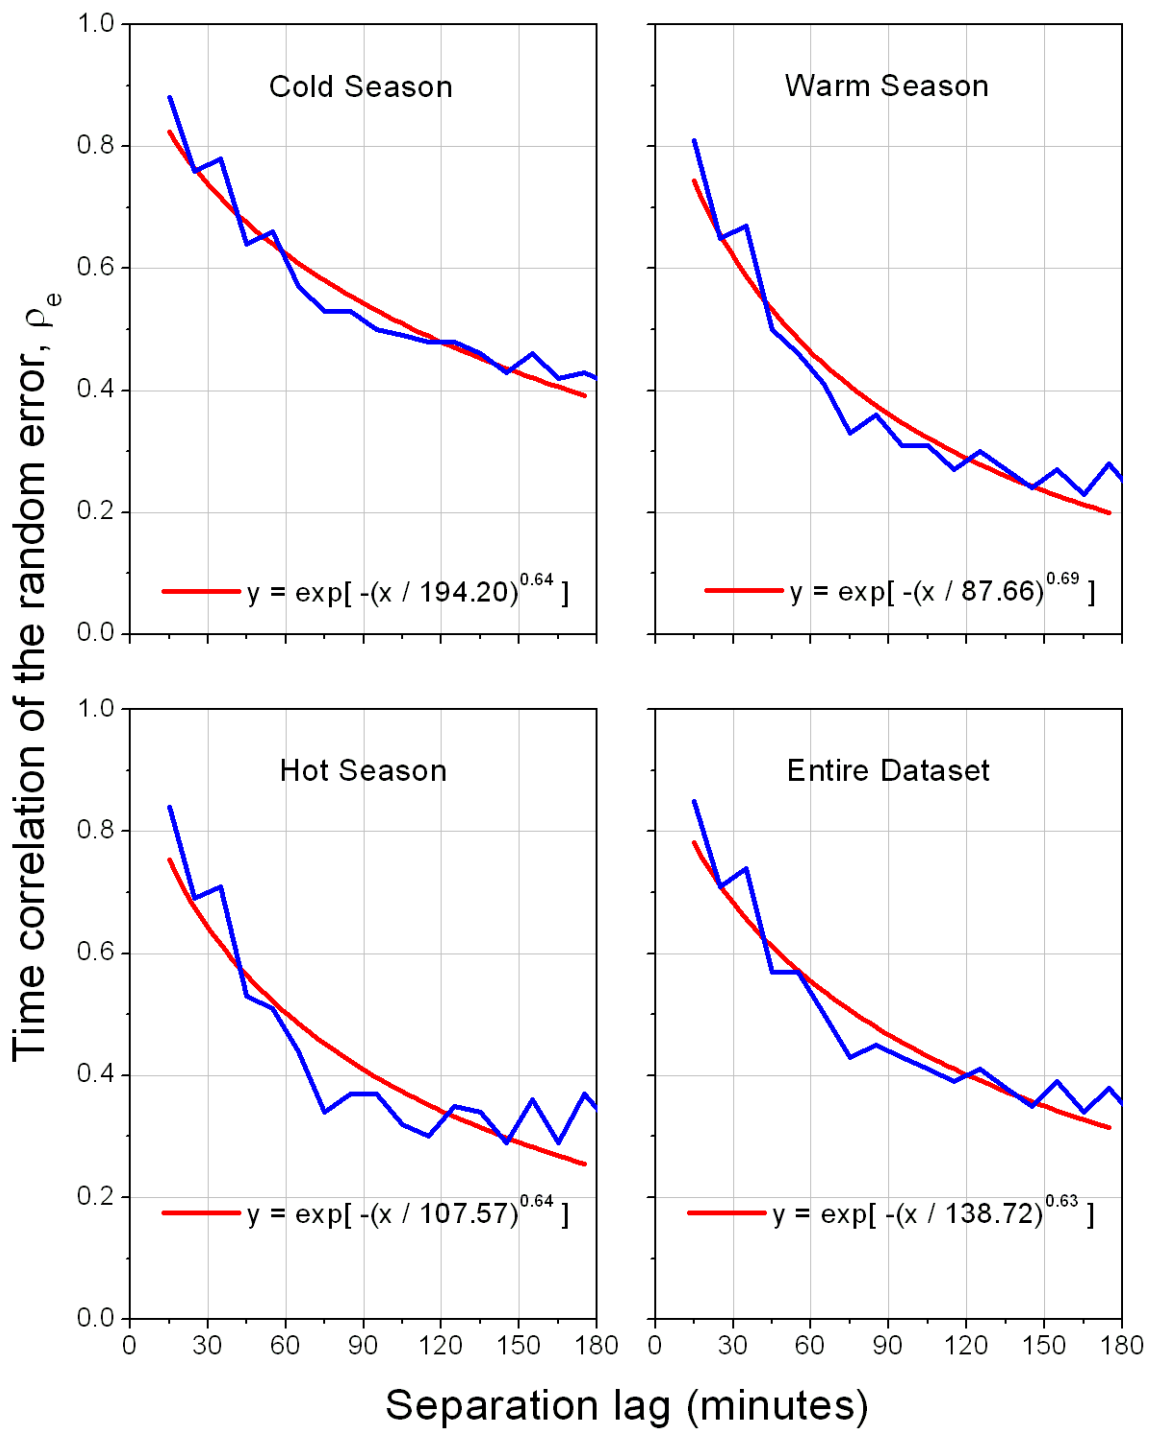 Time correlation of the random error, ρe
1.0
0.8
0.6
0.4
0.2
0.0
Cold Season
y = exp[ -(x / 194.20)^0.64 ]
Warm Season
y = exp[ -(x / 87.66)^0.69 ]
1.0
0.8
0.6
0.4
0.2
0.0
Hot Season
y = exp[ -(x / 107.57)^0.64 ]
0 30 60 90 120 150 180
Entire Dataset
y = exp[ -(x / 138.72)^0.63 ]
0 30 60 90 120 150 180
Separation lag (minutes)